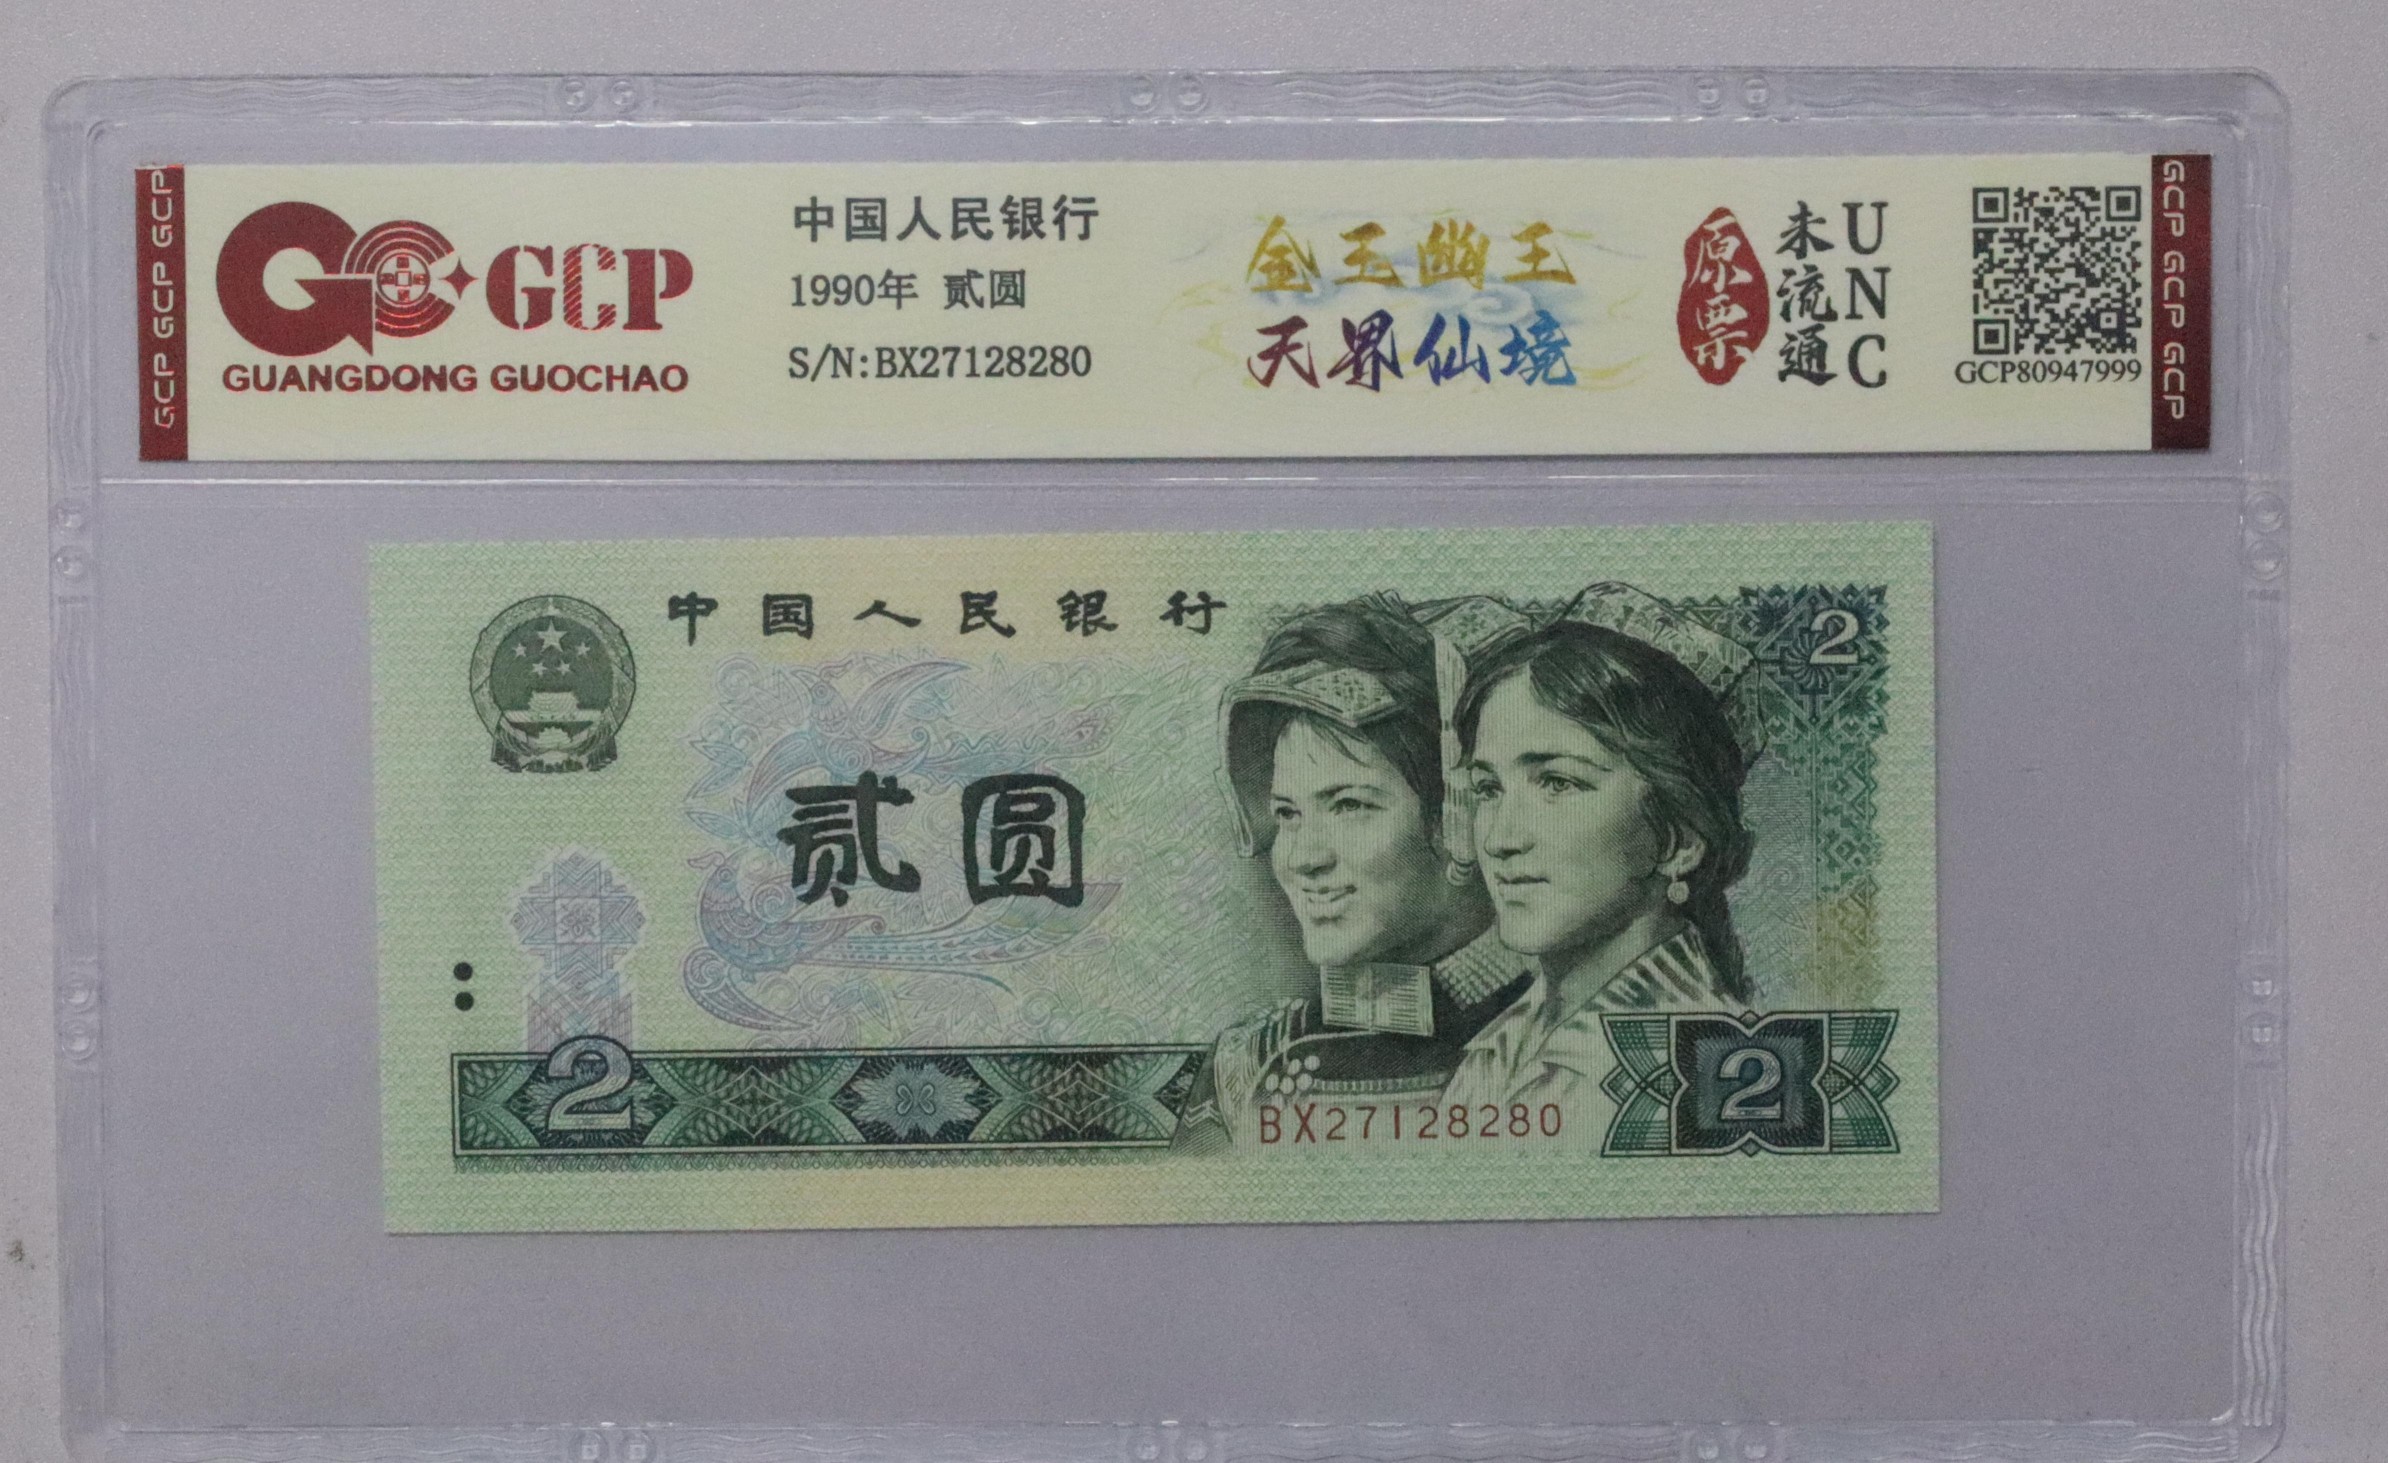 GCP GCP GCP
GCP
GUANGDONG GUOCHAO
中国人民银行
1990年 贰圆
S/N:BX27128280
金玉幽王
天界仙境
原票
未流通
UNC
GCP80947999
GCP GCP GCP
中国人民银行
2
贰圆
2
BX27128280
2